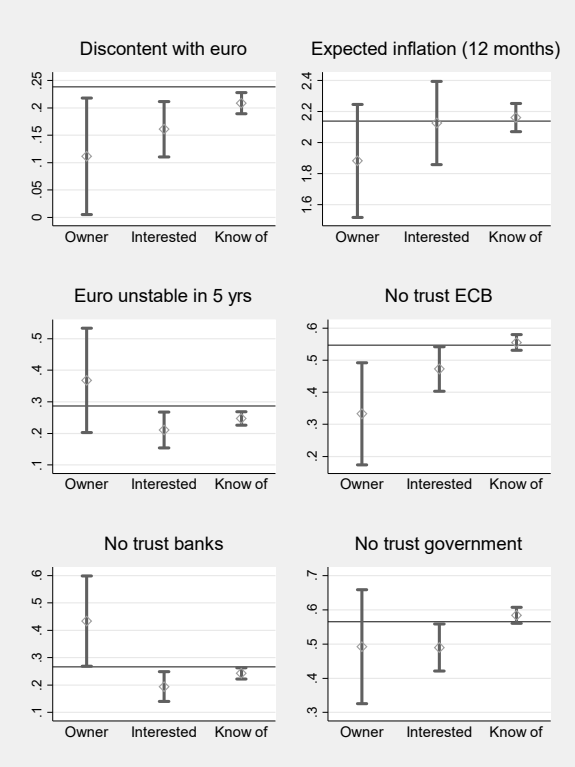 Discontent with euro
.25
.2
.15
.1
.05
0
Owner Interested Know of
Expected inflation (12 months)
2.4
2.2
2
1.8
1.6
Owner Interested Know of
Euro unstable in 5 yrs
.5
.4
.3
.2
.1
Owner Interested Know of
No trust ECB
.6
.5
.4
.3
.2
Owner Interested Know of
No trust banks
.6
.5
.4
.3
.2
.1
Owner Interested Know of
No trust government
.7
.6
.5
.4
.3
Owner Interested Know of